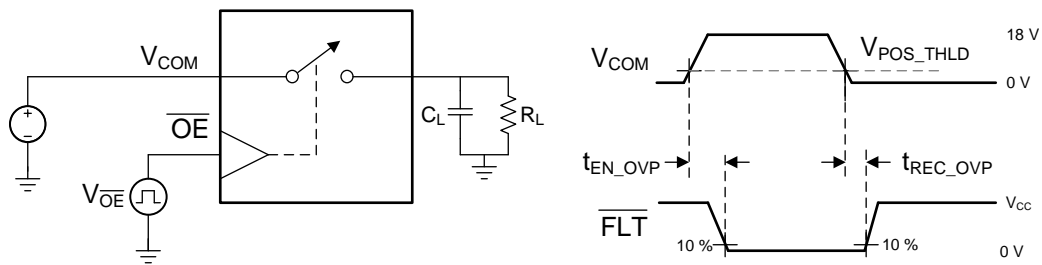 V_COM
+
−
OE
V_OE
C_L
R_L
V_COM
18 V
V_POS_THLD
0 V
t_EN_OVP
t_REC_OVP
FLT
V_CC
10 %
10 %
0 V